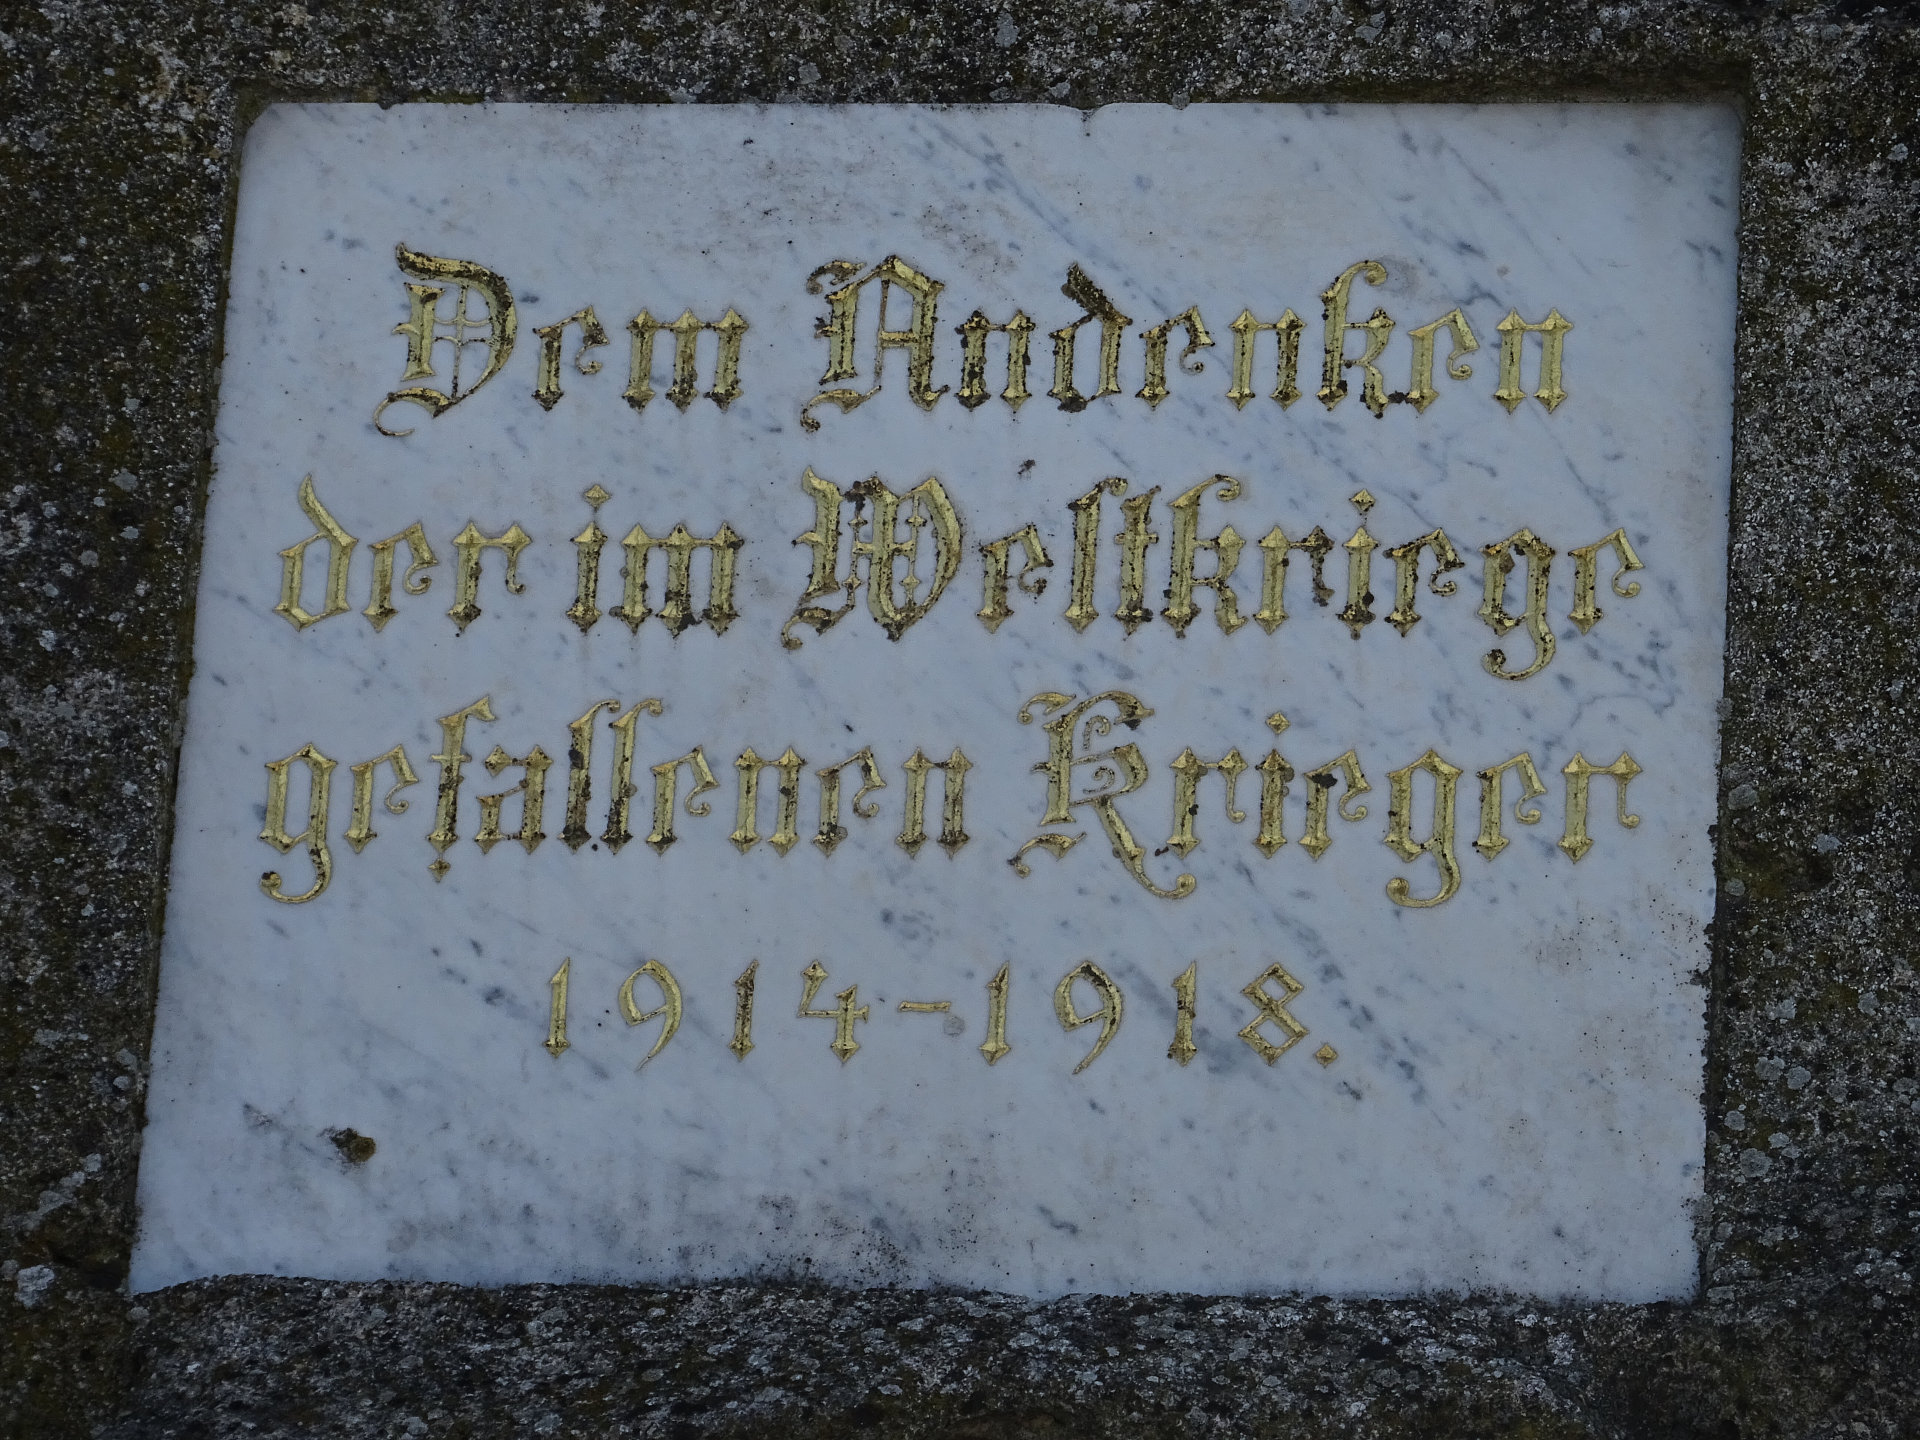 Dem Andenken
der im Weltkriege
gefallenen Krieger
1914-1918.